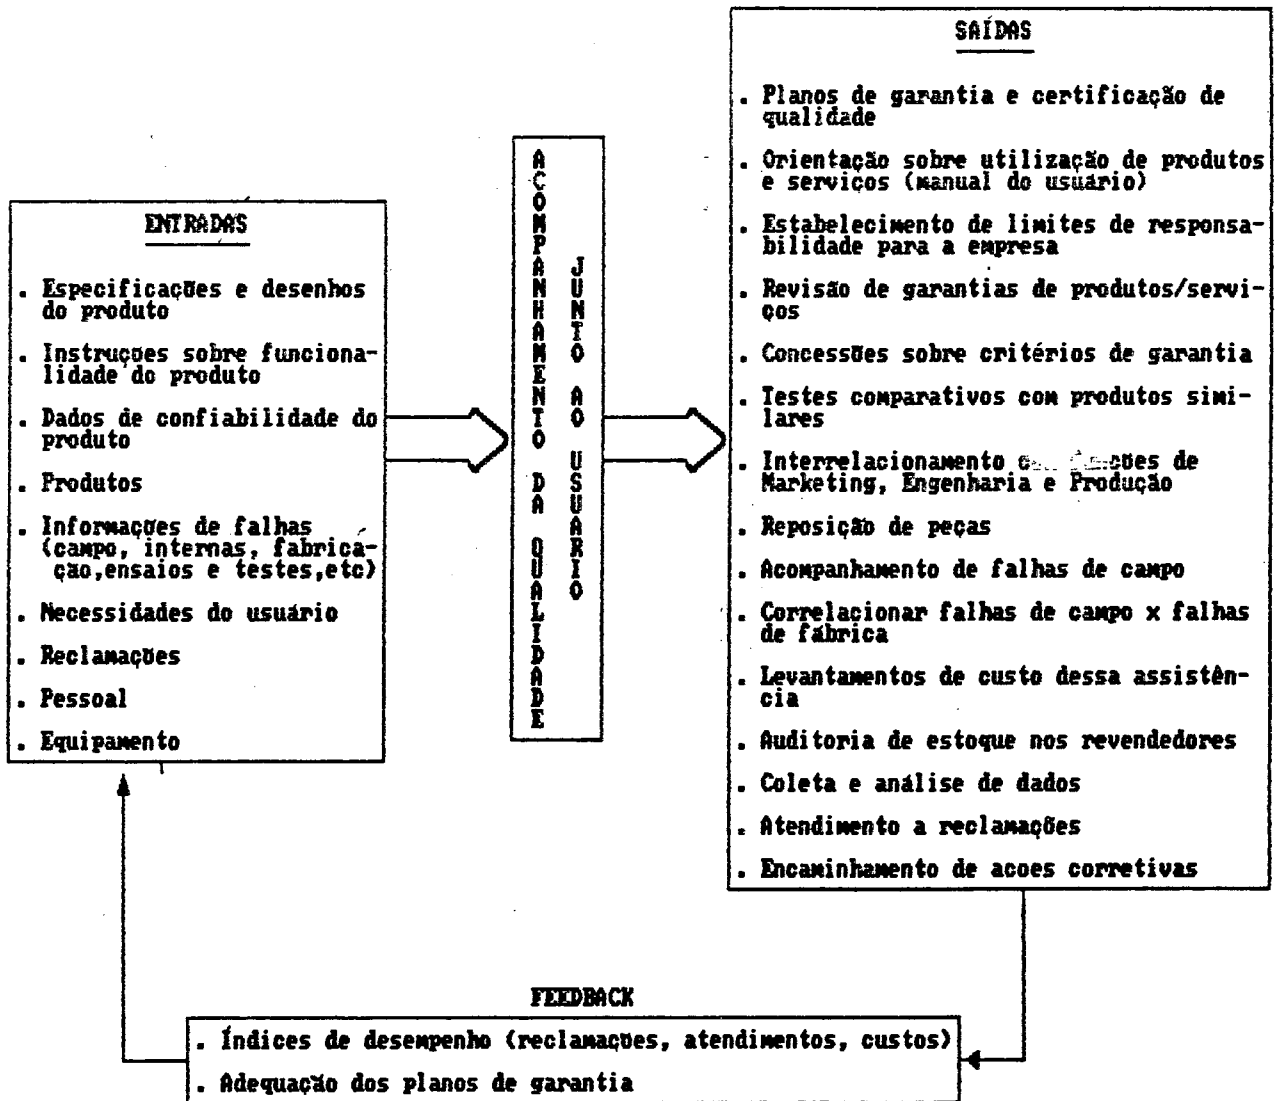 ENTRADAS
. Especificações e desenhos
do produto
. Instruções sobre funciona-
lidade do produto
. Dados de confiabilidade do
produto
. Produtos
. Informações de falhas
(campo, internas, fabrica-
ção,ensaios e testes,etc)
. Necessidades do usuário
. Reclamações
. Pessoal
. Equipamento
ACOMPANHAMENTO DA QUALIDADE
JUNTO AO USUARIO
SAÍDAS
. Planos de garantia e certificação de
qualidade
. Orientação sobre utilização de produtos
e serviços (manual do usuário)
. Estabelecimento de limites de responsa-
bilidade para a empresa
. Revisão de garantias de produtos/servi-
ços
. Concessões sobre critérios de garantia
. Testes comparativos com produtos simi-
lares
. Interrelacionamento de
Marketing, Engenharia e Produção
. Reposição de peças
. Acompanhamento de falhas de campo
. Correlacionar falhas de campo x falhas
de fábrica
. Levantamentos de custo dessa assistên-
cia
. Auditoria de estoque nos revendedores
. Coleta e análise de dados
. Atendimento a reclamações
. Encaminhamento de acoes corretivas
FEEDBACK
. Índices de desempenho (reclamações, atendimentos, custos)
. Adequação dos planos de garantia